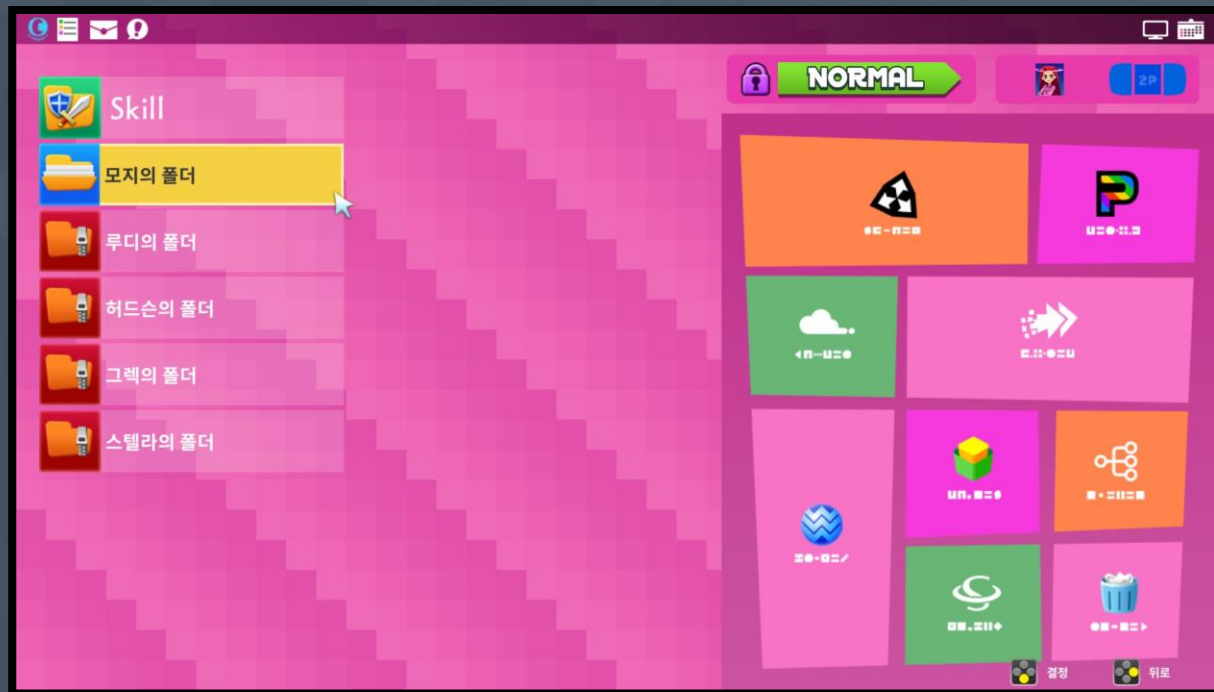 NORMAL
2P
Skill
모지의 폴더
루디의 폴더
허드슨의 폴더
그렉의 폴더
스텔라의 폴더
결정
뒤로